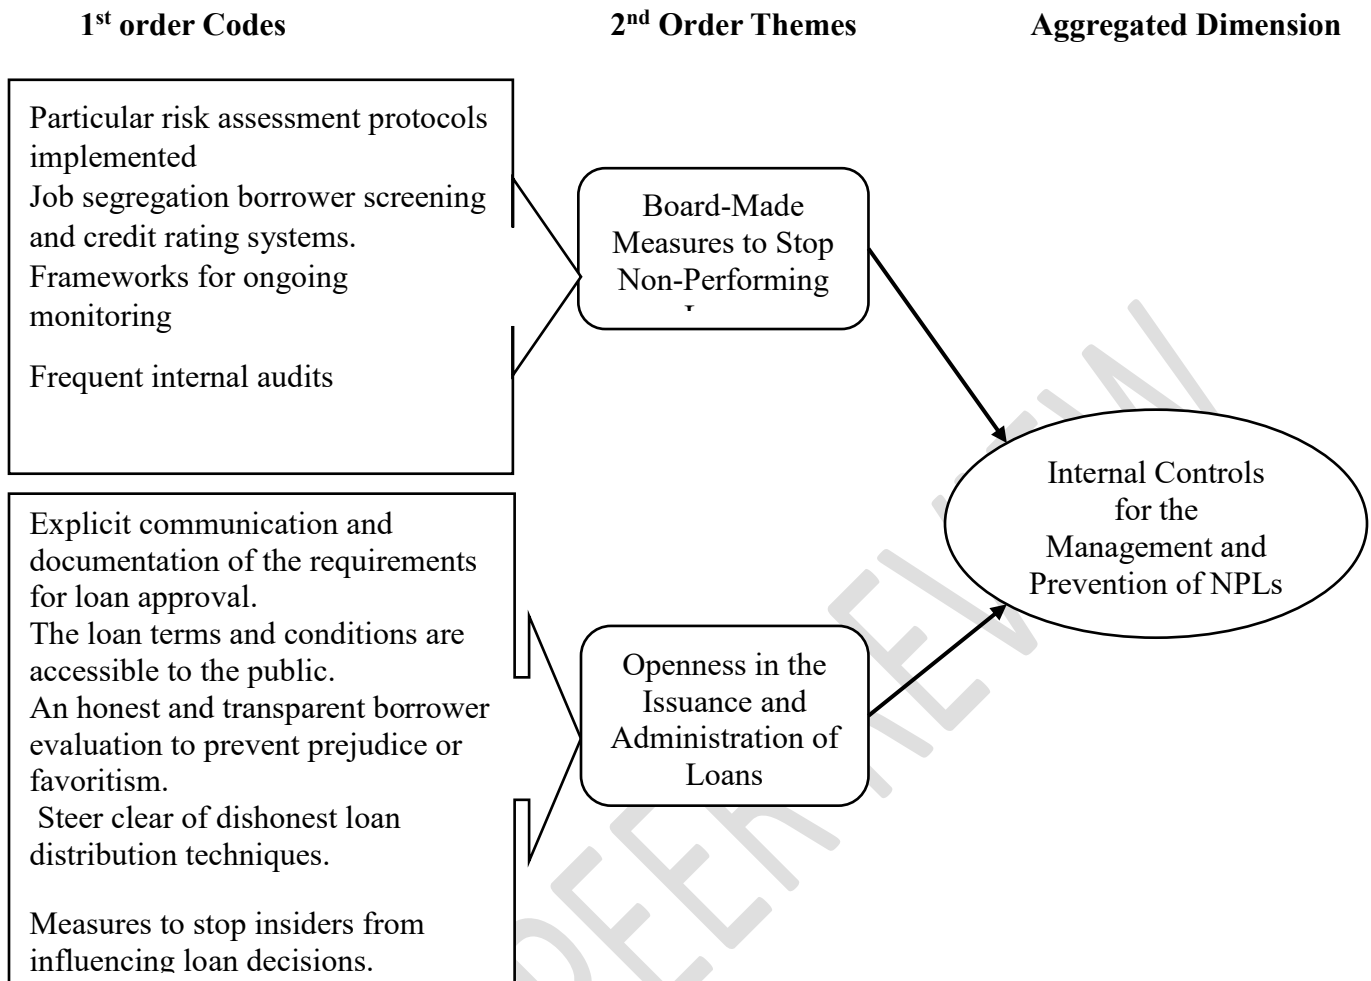 1st order Codes
2nd Order Themes
Aggregated Dimension
Particular risk assessment protocols
implemented
Job segregation borrower screening
and credit rating systems.
Frameworks for ongoing
monitoring
Frequent internal audits
Board-Made
Measures to Stop
Non-Performing
Explicit communication and
documentation of the requirements
for loan approval.
The loan terms and conditions are
accessible to the public.
An honest and transparent borrower
evaluation to prevent prejudice or
favoritism.
Steer clear of dishonest loan
distribution techniques.
Measures to stop insiders from
influencing loan decisions.
Openness in the
Issuance and
Administration of
Loans
Internal Controls
for the
Management and
Prevention of NPLs
PEER REVIEW